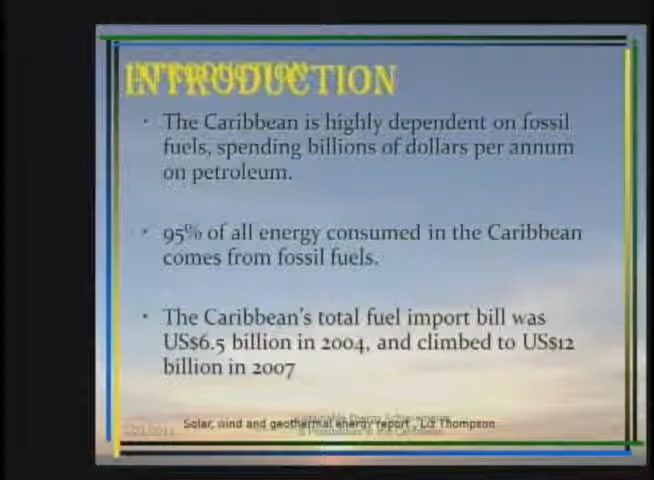 INTRODUCTION
· The Caribbean is highly dependent on fossil
fuels, spending billions of dollars per annum
on petroleum.
· 95% of all energy consumed in the Caribbean
comes from fossil fuels.
· The Caribbean's total fuel import bill was
US$6.5 billion in 2004, and climbed to US$12
billion in 2007
Solar, wind and geothermal energy report , Liz Thompson